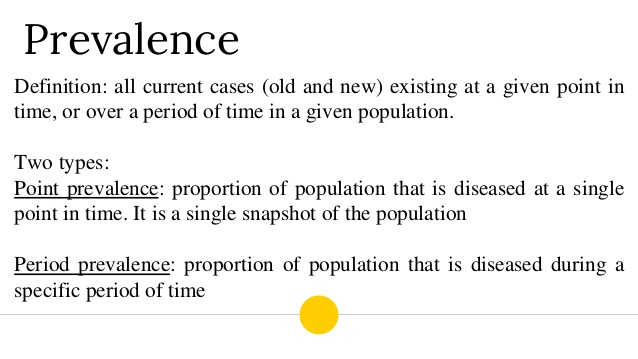 Prevalence
Definition: all current cases (old and new) existing at a given point in
time, or over a period of time in a given population.
Two types:
Point prevalence: proportion of population that is diseased at a single
point in time. It is a single snapshot of the population
Period prevalence: proportion of population that is diseased during a
specific period of time